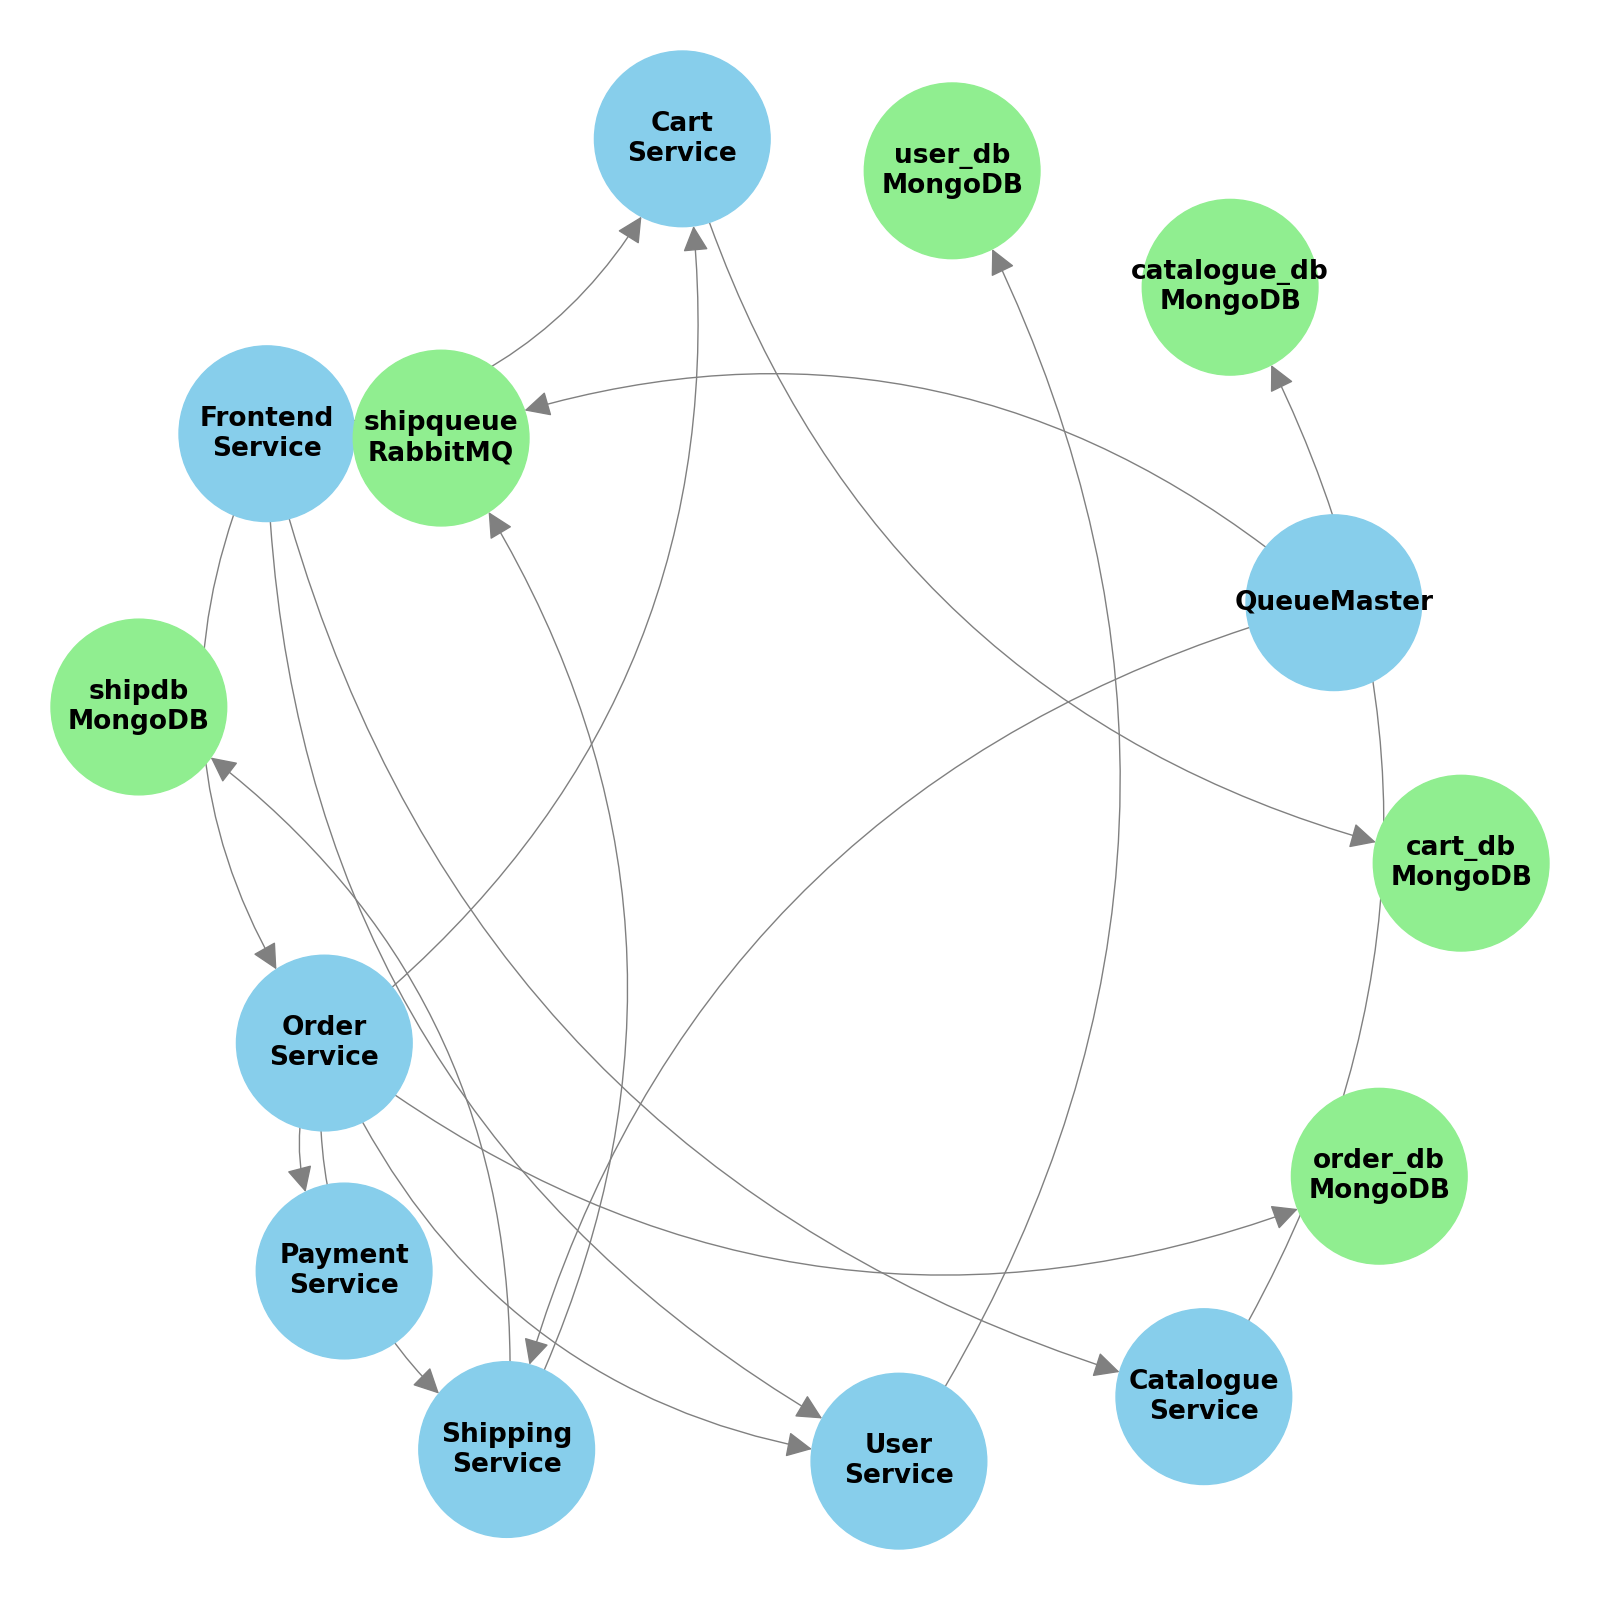 Cart
Service
user_db
MongoDB
catalogue_db
MongoDB
Frontend
Service
shipqueue
RabbitMQ
QueueMaster
shipdb
MongoDB
cart_db
MongoDB
Order
Service
order_db
MongoDB
Payment
Service
Catalogue
Service
Shipping
Service
User
Service